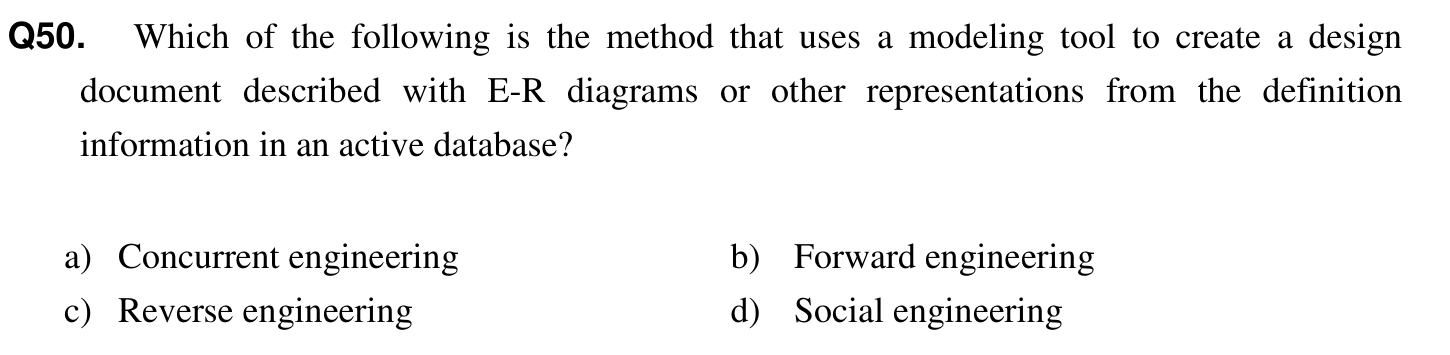 Q50. Which of the following is the method that uses a modeling tool to create a design
document described with E-R diagrams or other representations from the definition
information in an active database?
a) Concurrent engineering b) Forward engineering
c) Reverse engineering d) Social engineering